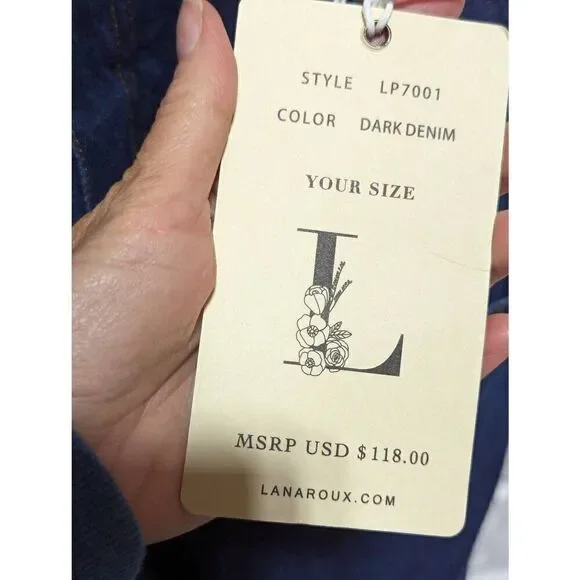 STYLE LP7001
COLOR DARK DENIM
YOUR SIZE
L
MSRP USD $118.00
LANAROUX.COM